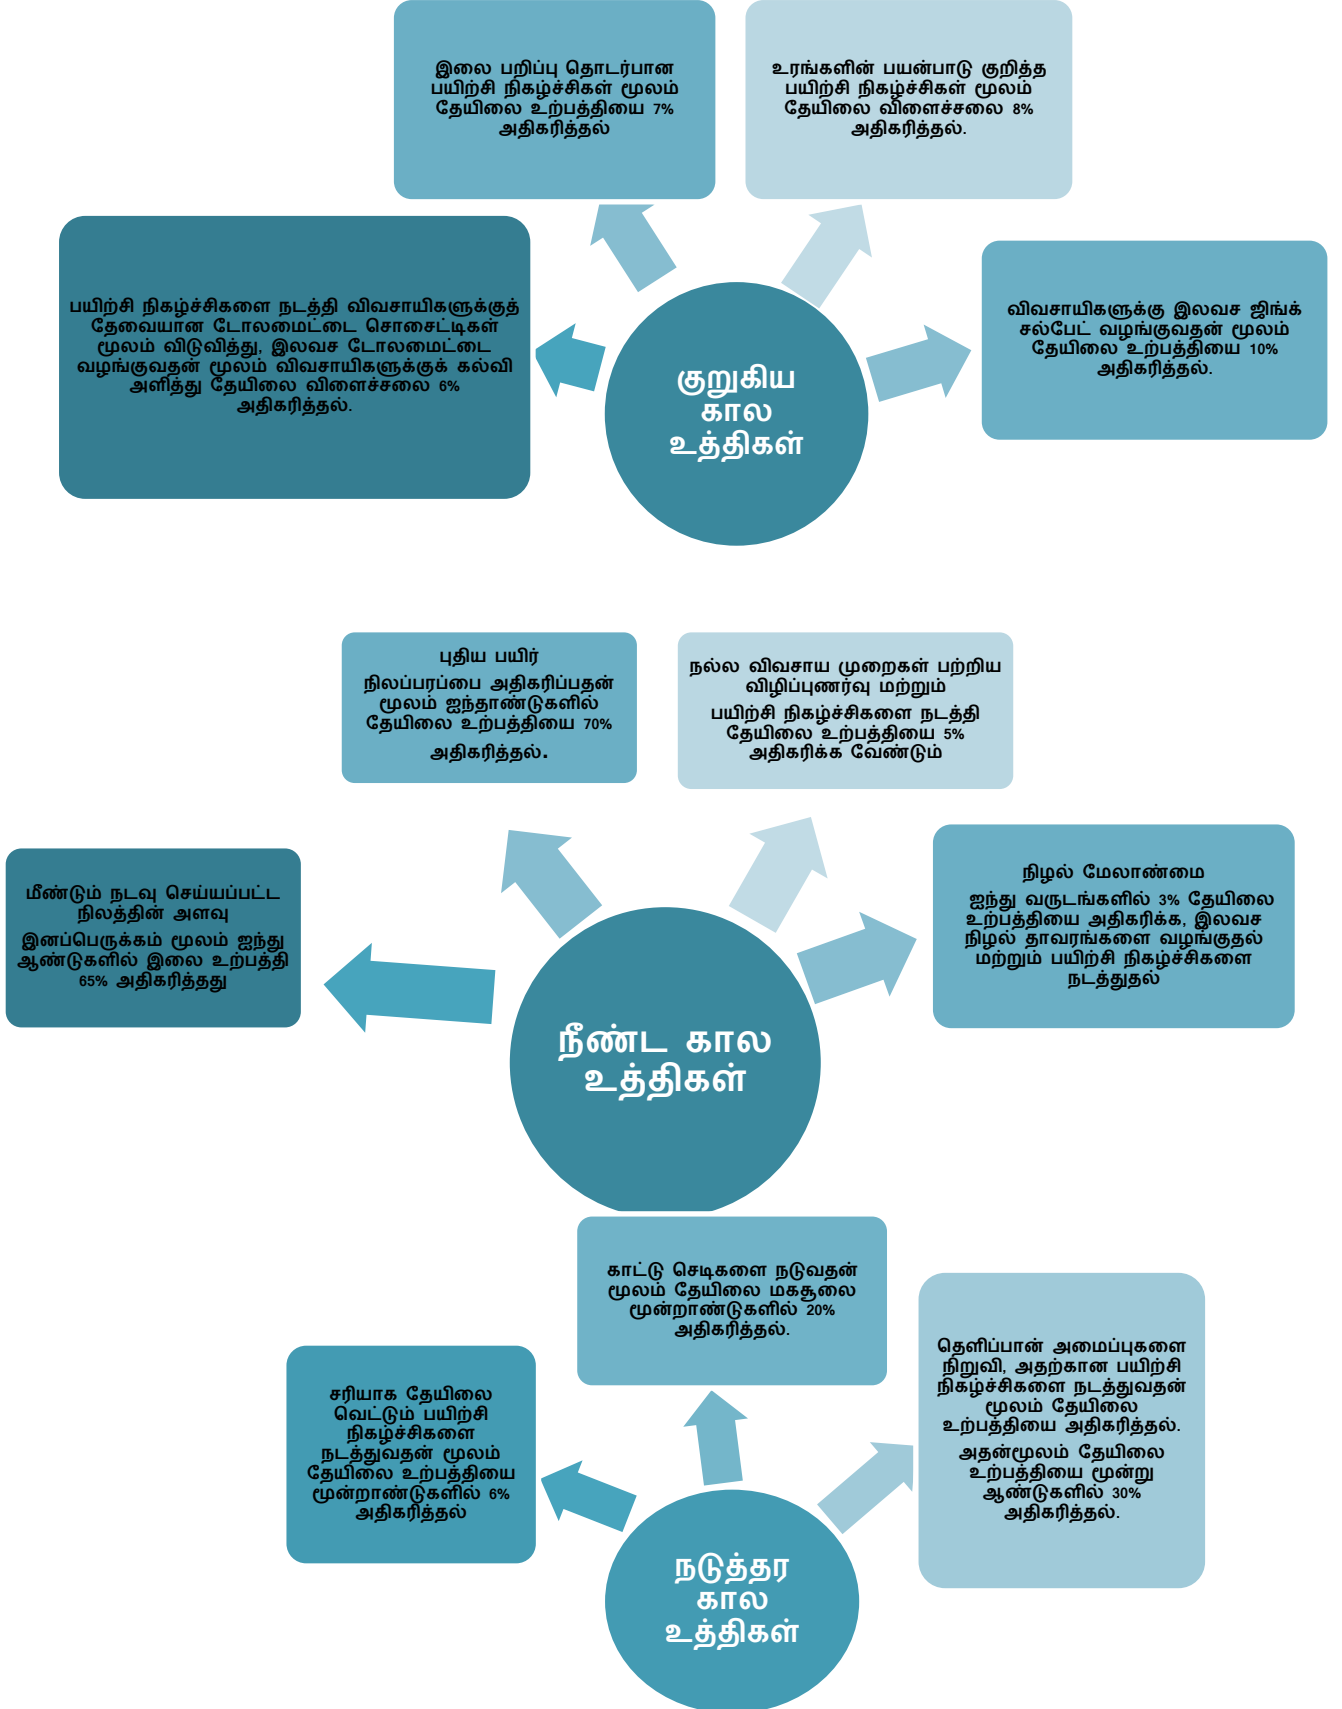 இலை பறிப்பு தொடர்பான
பயிற்சி நிகழ்ச்சிகள் மூலம்
தேயிலை உற்பத்தியை 7%
அதிகரித்தல்
உரங்களின் பயன்பாடு குறித்த
பயிற்சி நிகழ்ச்சிகள் மூலம்
தேயிலை விளைச்சலை 8%
அதிகரித்தல்.
பயிற்சி நிகழ்ச்சிகளை நடத்தி விவசாயிகளுக்குத்
தேவையான டோலமைட்டை சொசைட்டிகள்
மூலம் விடுவித்து, இலவச டோலமைட்டை
வழங்குவதன் மூலம் விவசாயிகளுக்குக் கல்வி
அளித்து தேயிலை விளைச்சலை 6%
அதிகரித்தல்.
விவசாயிகளுக்கு இலவச ஜிங்க்
சல்பேட் வழங்குவதன் மூலம்
தேயிலை உற்பத்தியை 10%
அதிகரித்தல்.
குறுகிய
கால
உத்திகள்
புதிய பயிர்
நிலப்பரப்பை அதிகரிப்பதன்
மூலம் ஐந்தாண்டுகளில்
தேயிலை உற்பத்தியை 70%
அதிகரித்தல்.
நல்ல விவசாய முறைகள் பற்றிய
விழிப்புணர்வு மற்றும்
பயிற்சி நிகழ்ச்சிகளை நடத்தி
தேயிலை உற்பத்தியை 5%
அதிகரிக்க வேண்டும்
மீண்டும் நடவு செய்யப்பட்ட
நிலத்தின் அளவு
இனப்பெருக்கம் மூலம் ஐந்து
ஆண்டுகளில் இலை உற்பத்தி
65% அதிகரித்தது
நிழல் மேலாண்மை
ஐந்து வருடங்களில் 3% தேயிலை
உற்பத்தியை அதிகரிக்க, இலவச
நிழல் தாவரங்களை வழங்குதல்
மற்றும் பயிற்சி நிகழ்ச்சிகளை
நடத்துதல்
நீண்ட கால
உத்திகள்
காட்டு செடிகளை நடுவதன்
மூலம் தேயிலை மகசூலை
மூன்றாண்டுகளில் 20%
அதிகரித்தல்.
சரியாக தேயிலை
வெட்டும் பயிற்சி
நிகழ்ச்சிகளை
நடத்துவதன் மூலம்
தேயிலை உற்பத்தியை
மூன்றாண்டுகளில் 6%
அதிகரித்தல்
தெளிப்பான் அமைப்புகளை
நிறுவி, அதற்கான பயிற்சி
நிகழ்ச்சிகளை நடத்துவதன்
மூலம் தேயிலை
உற்பத்தியை அதிகரித்தல்.
அதன்மூலம் தேயிலை
உற்பத்தியை மூன்று
ஆண்டுகளில் 30%
அதிகரித்தல்.
நடுத்தர
கால
உத்திகள்